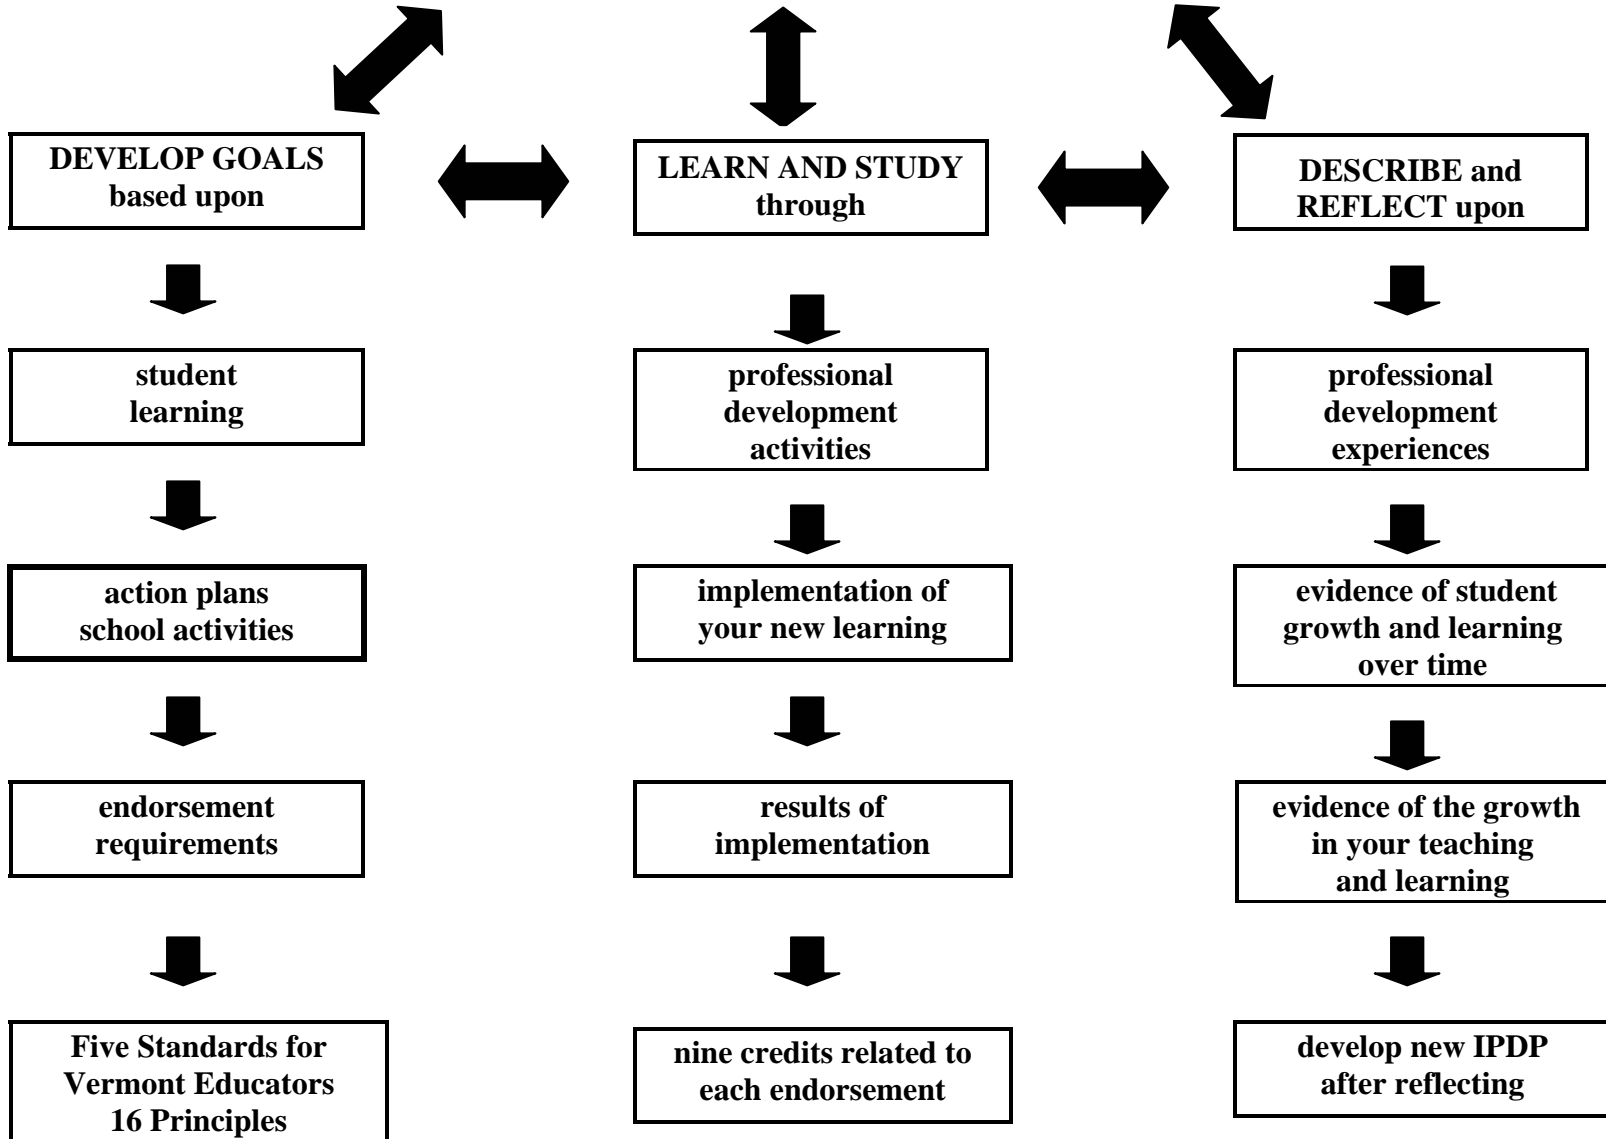 DEVELOP GOALS
based upon
LEARN AND STUDY
through
DESCRIBE and
REFLECT upon
student
learning
professional
development
activities
professional
development
experiences
action plans
school activities
implementation of
your new learning
evidence of student
growth and learning
over time
endorsement
requirements
results of
implementation
evidence of the growth
in your teaching
and learning
Five Standards for
Vermont Educators
16 Principles
nine credits related to
each endorsement
develop new IPDP
after reflecting